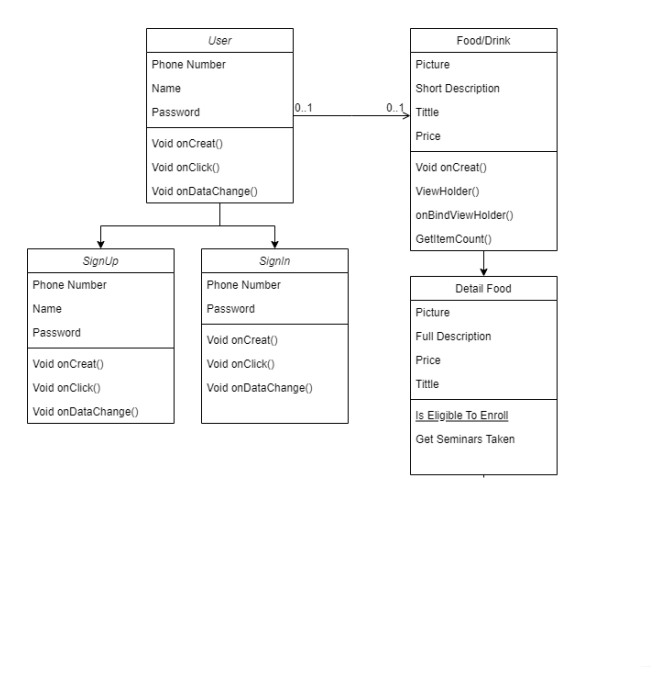 User
Phone Number
Name
Password
Void onCreat()
Void onClick()
Void onDataChange()
0..1
0..1
Food/Drink
Picture
Short Description
Tittle
Price
Void onCreat()
ViewHolder()
onBindViewHolder()
GetItemCount()
SignUp
Phone Number
Name
Password
Void onCreat()
Void onClick()
Void onDataChange()
SignIn
Phone Number
Password
Void onCreat()
Void onClick()
Void onDataChange()
Detail Food
Picture
Full Description
Price
Tittle
Is Eligible To Enroll
Get Seminars Taken